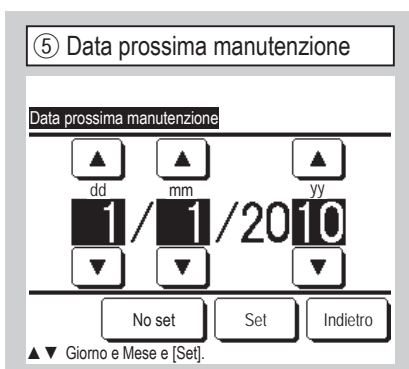 ⑤ Data prossima manutenzione
Data prossima manutenzione
▲ ▲ ▲
dd mm yy
1 / 1 /2010
▼ ▼ ▼
No set Set Indietro
▲▼ Giorno e Mese e [Set].